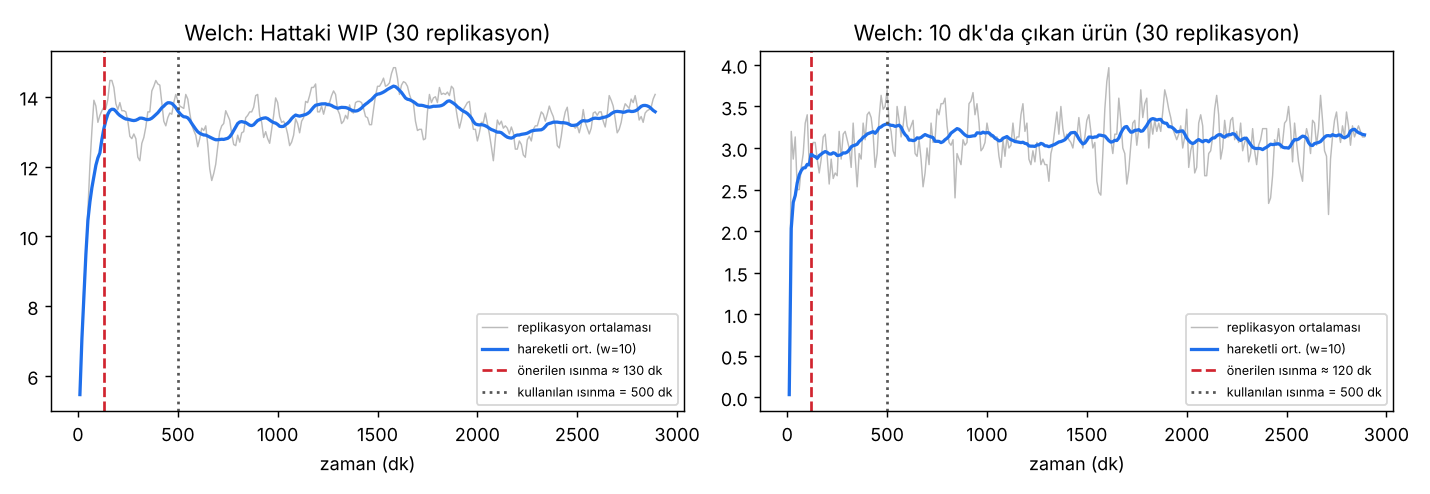 Welch: Hattaki WIP (30 replikasyon)
14
12
10
8
6
0
500
1000
1500
2000
2500
3000
zaman (dk)
replikasyon ortalaması
hareketli ort. (w=10)
önerilen ısınma ≈ 130 dk
kullanılan ısınma = 500 dk
Welch: 10 dk'da çıkan ürün (30 replikasyon)
4.0
3.5
3.0
2.5
2.0
1.5
1.0
0.5
0.0
0
500
1000
1500
2000
2500
3000
zaman (dk)
replikasyon ortalaması
hareketli ort. (w=10)
önerilen ısınma ≈ 120 dk
kullanılan ısınma = 500 dk